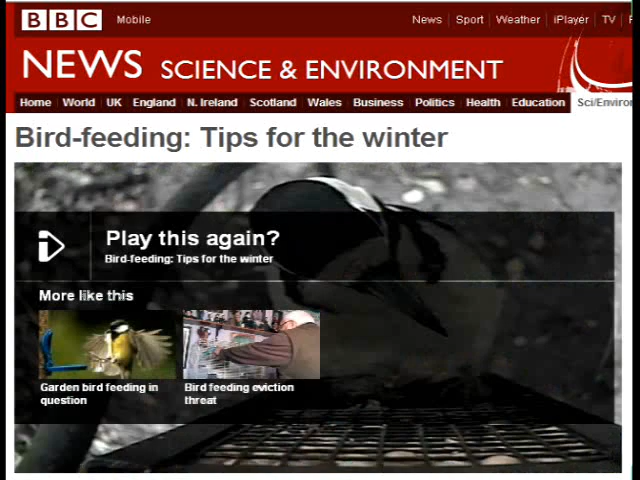 BBC Mobile News Sport Weather iPlayer TV
NEWS SCIENCE & ENVIRONMENT
Home World UK England N. Ireland Scotland Wales Business Politics Health Education Sci/Enviro
Bird-feeding: Tips for the winter
Play this again?
Bird-feeding: Tips for the winter
More like this
Garden bird feeding in
question
Bird feeding eviction
threat